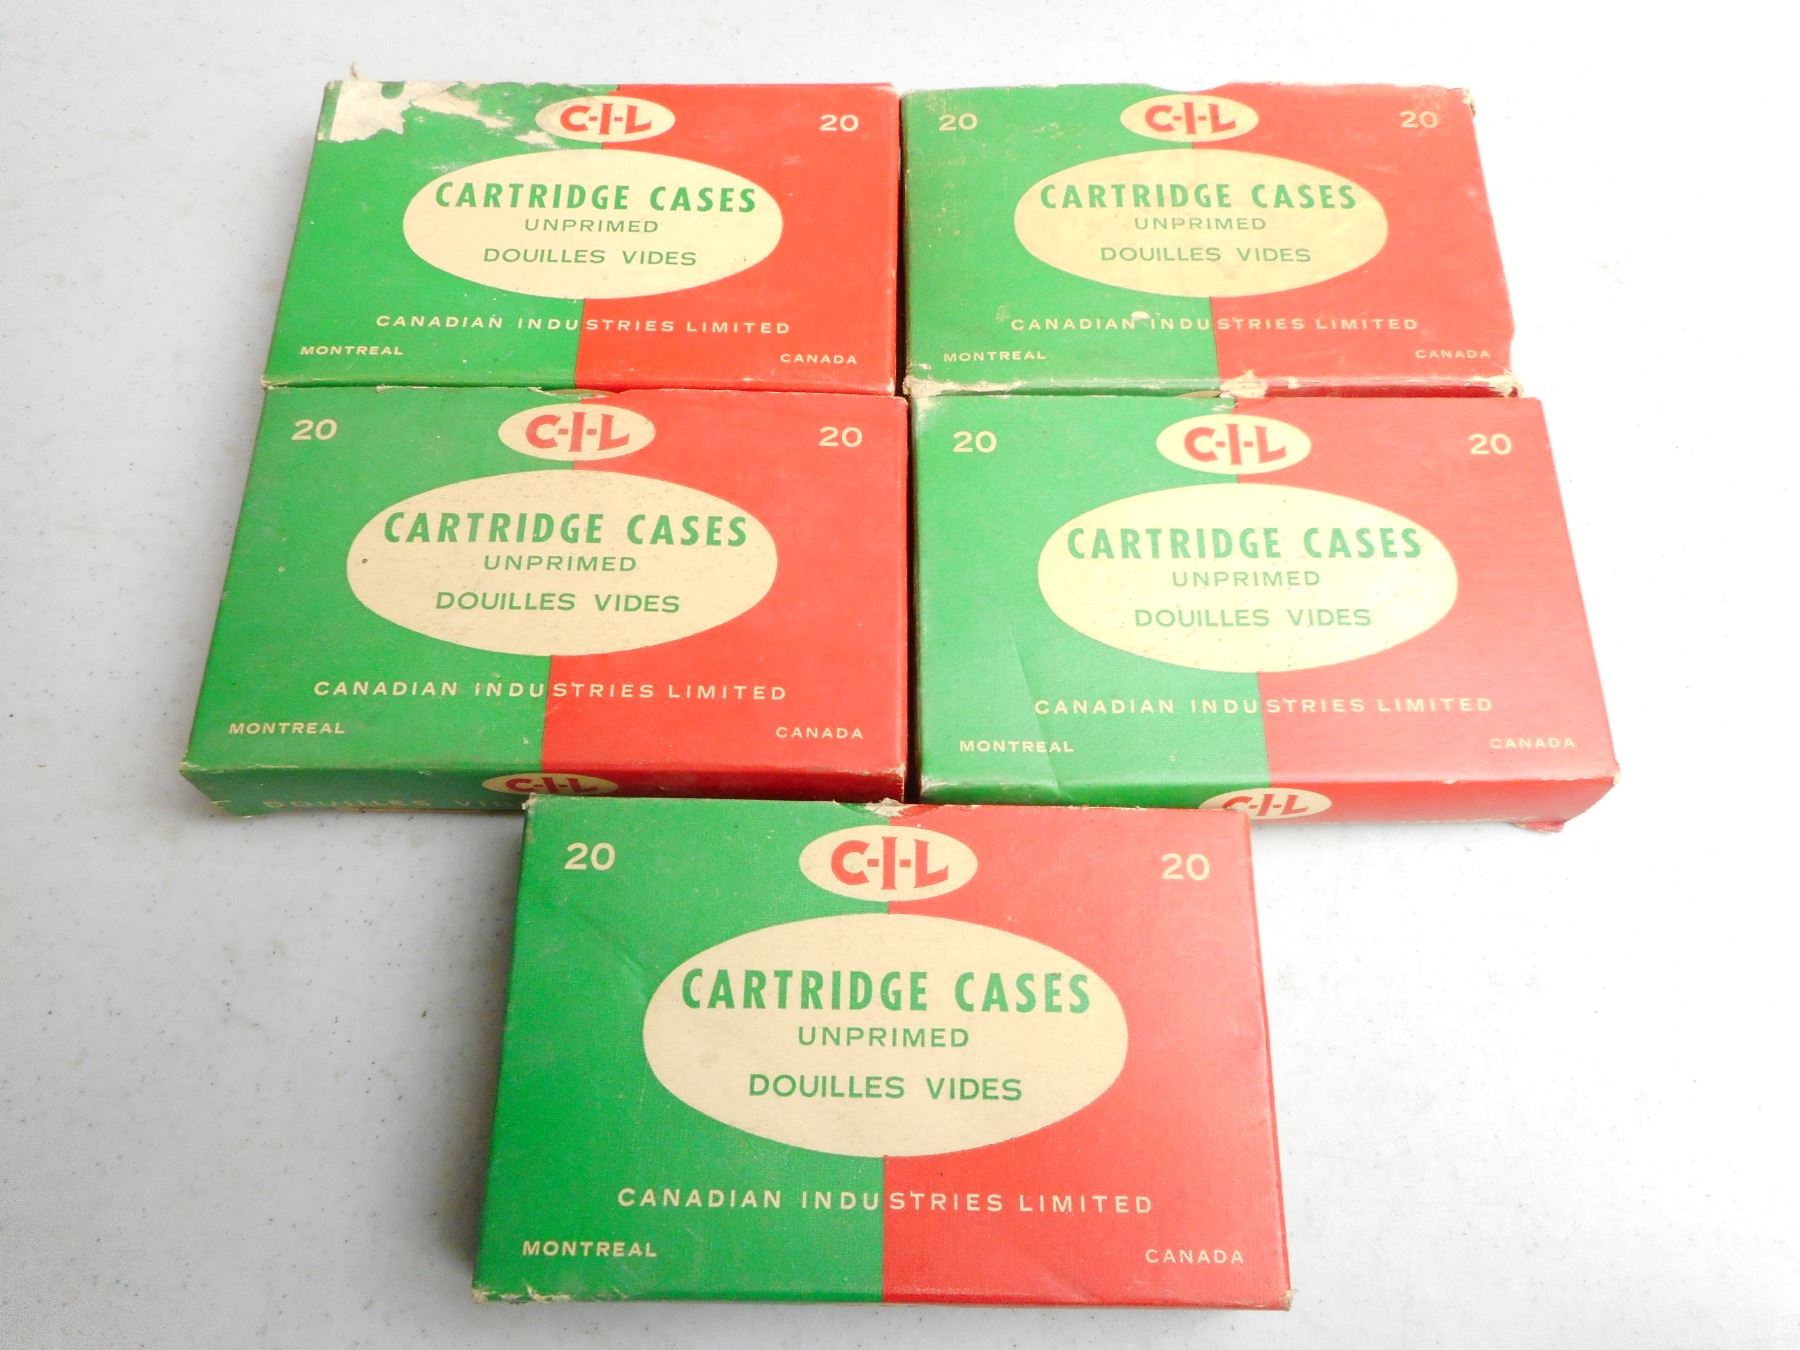 C-I-L
20
CARTRIDGE CASES
UNPRIMED
DOUILLES VIDES
CANADIAN INDUSTRIES LIMITED
MONTREAL CANADA
20 C-I-L 20
CARTRIDGE CASES
UNPRIMED
DOUILLES VIDES
CANADIAN INDUSTRIES LIMITED
MONTREAL CANADA
20 C-I-L 20
CARTRIDGE CASES
UNPRIMED
DOUILLES VIDES
CANADIAN INDUSTRIES LIMITED
MONTREAL CANADA
C-I-L
DOUILLES
20 C-I-L 20
CARTRIDGE CASES
UNPRIMED
DOUILLES VIDES
CANADIAN INDUSTRIES LIMITED
MONTREAL CANADA
C-I-L
20 C-I-L 20
CARTRIDGE CASES
UNPRIMED
DOUILLES VIDES
CANADIAN INDUSTRIES LIMITED
MONTREAL CANADA